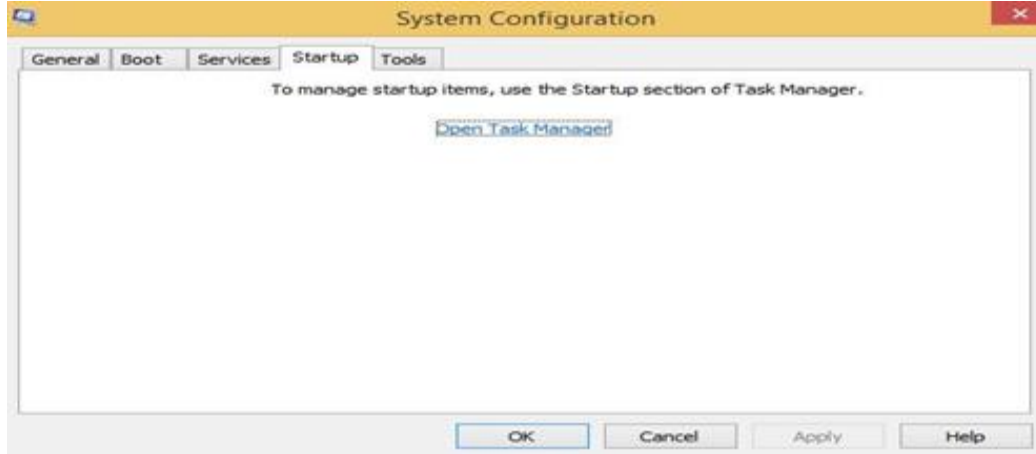 System Configuration
General Boot Services Startup Tools
To manage startup items, use the Startup section of Task Manager.
Open Task Manager
OK Cancel Apply Help